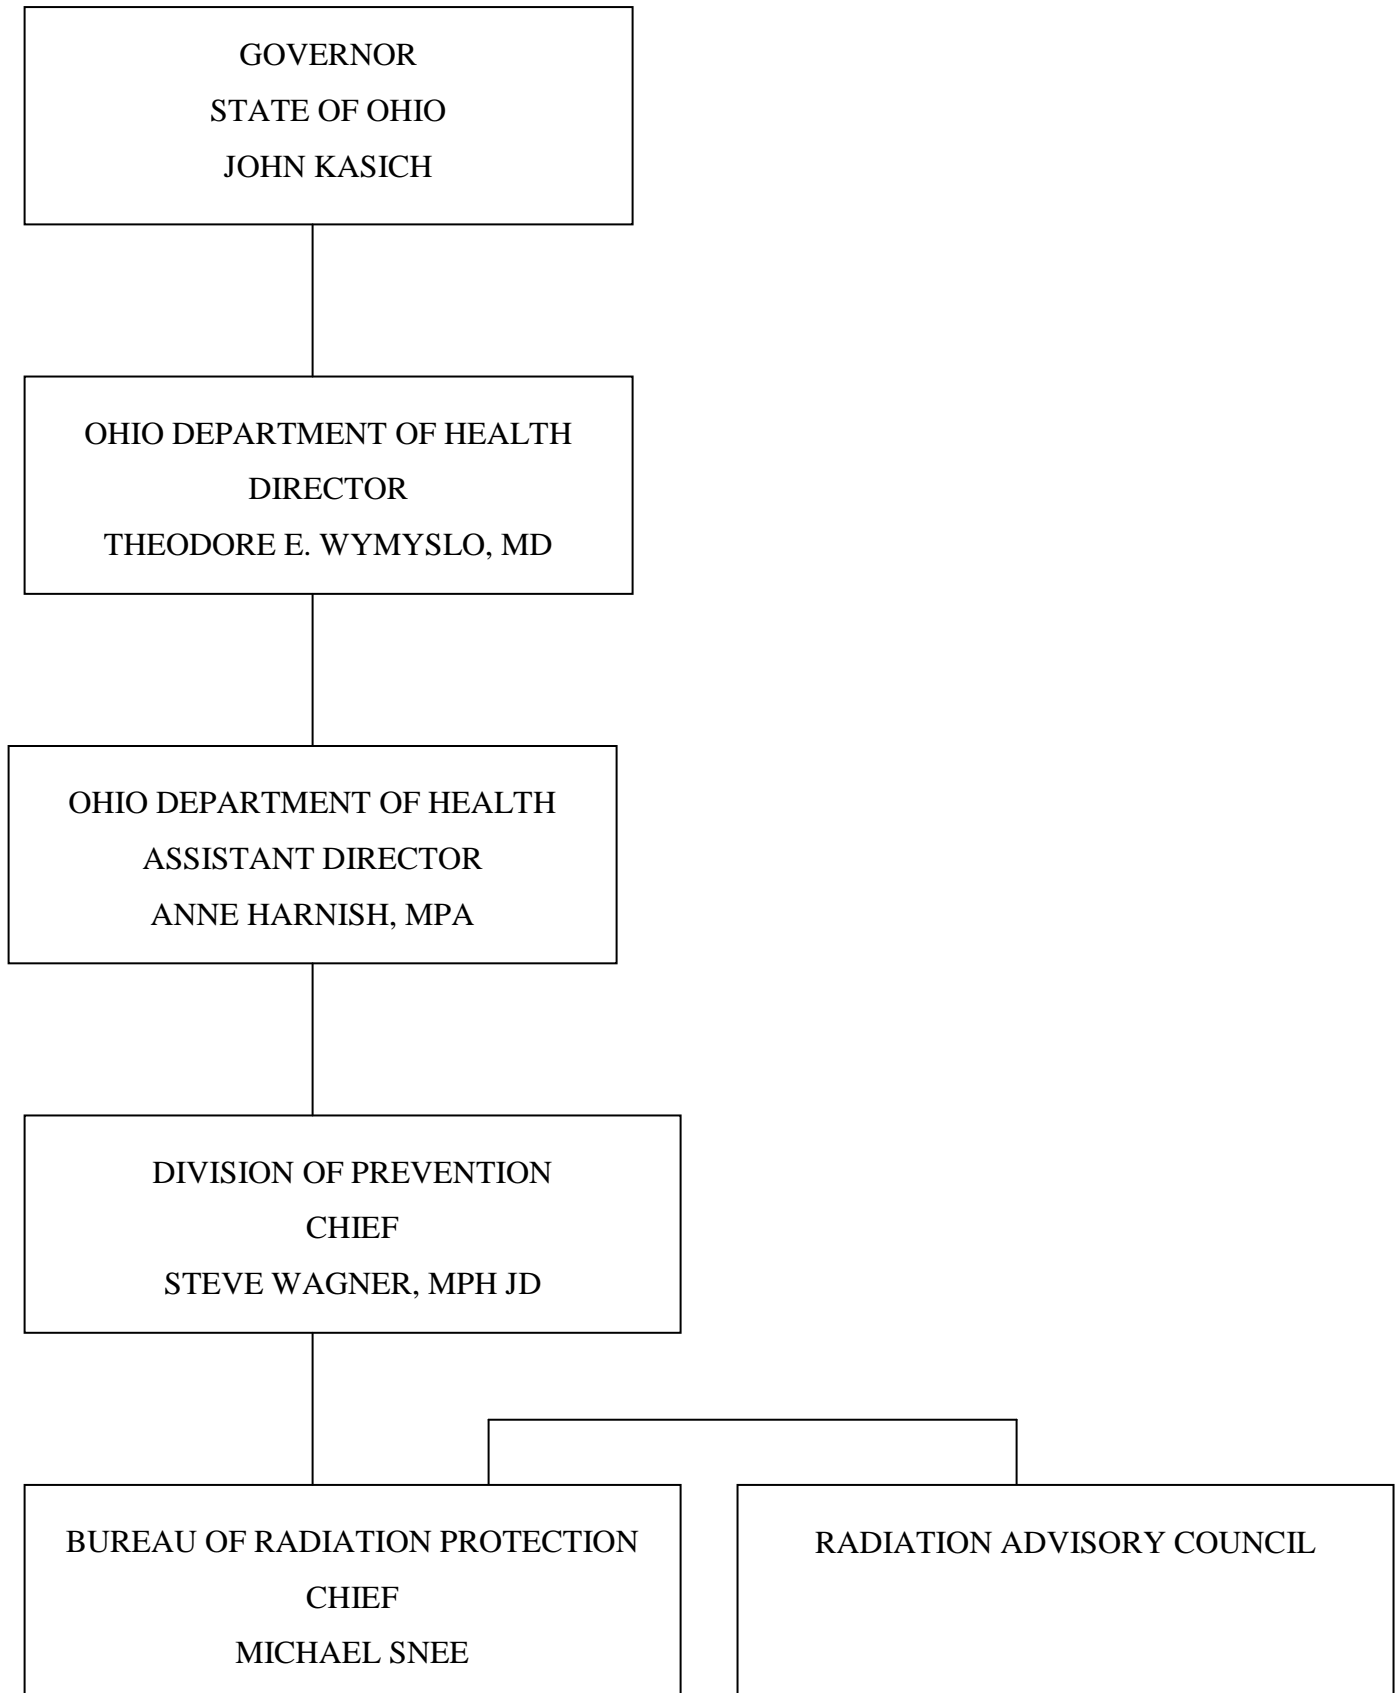 GOVERNOR
STATE OF OHIO
JOHN KASICH
OHIO DEPARTMENT OF HEALTH
DIRECTOR
THEODORE E. WYMYSLO, MD
OHIO DEPARTMENT OF HEALTH
ASSISTANT DIRECTOR
ANNE HARNISH, MPA
DIVISION OF PREVENTION
CHIEF
STEVE WAGNER, MPH JD
BUREAU OF RADIATION PROTECTION
CHIEF
MICHAEL SNEE
RADIATION ADVISORY COUNCIL